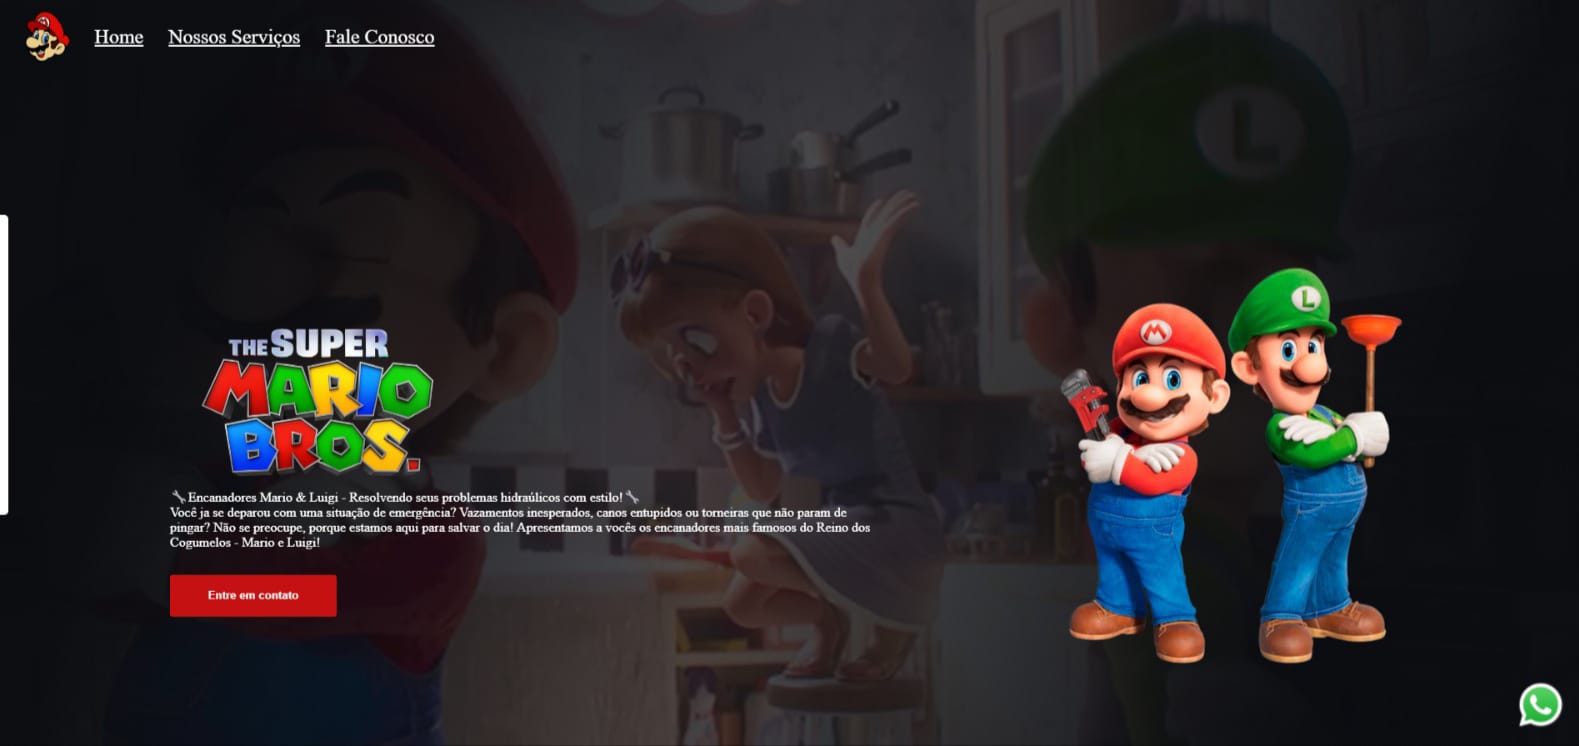 Home Nossos Serviços Fale Conosco
L
THE SUPER
MARIO
BROS.
M
L
🔧Encanadores Mario & Luigi - Resolvendo seus problemas hidraúlicos com estilo!🔧
Você ja se deparou com uma situação de emergência? Vazamentos inesperados, canos entupidos ou torneiras que não param de
pingar? Não se preocupe, porque estamos aqui para salvar o dia! Apresentamos a vocês os encanadores mais famosos do Reino dos
Cogumelos - Mario e Luigi!
Entre em contato